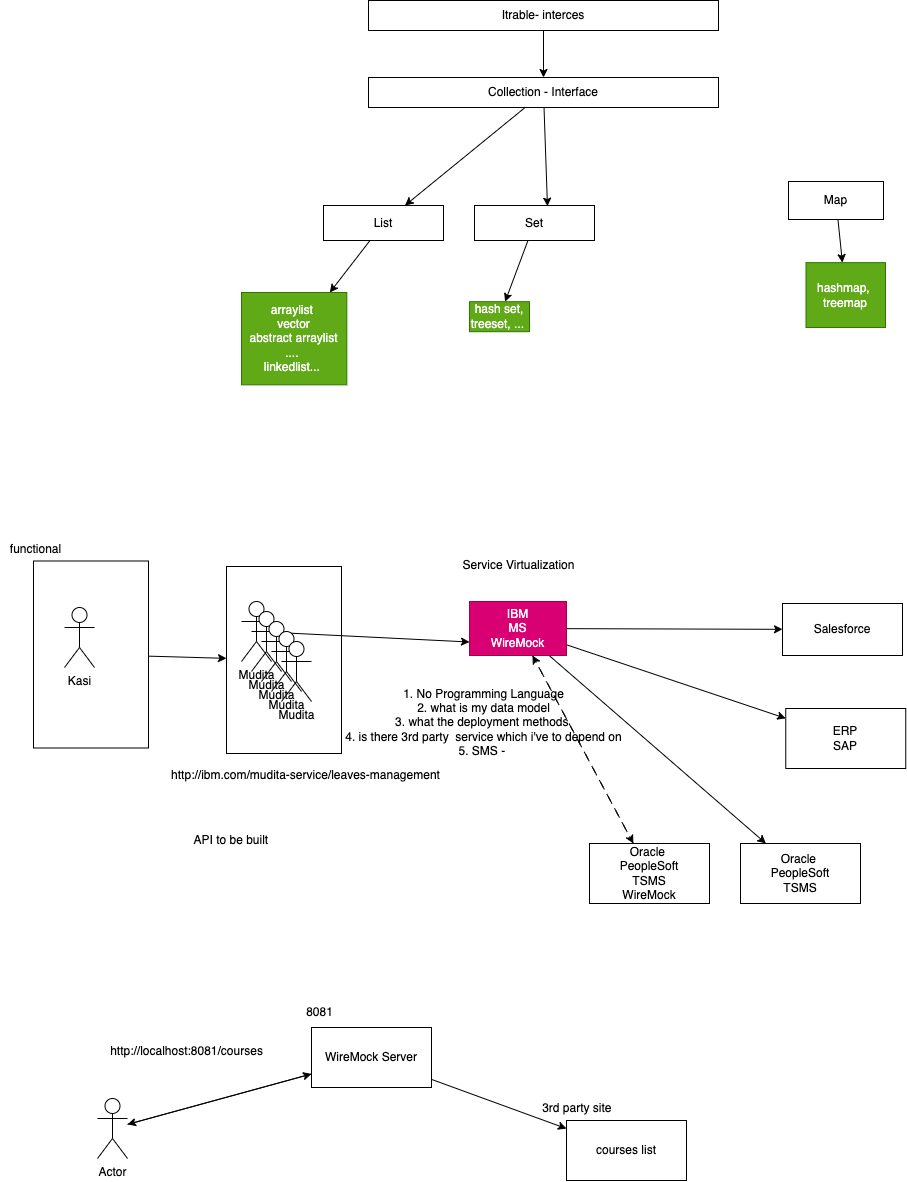 Itrable- interces
Collection - Interface
Map
List
Set
hashmap,
treemap
arraylist
vector
abstract arraylist
....
linkedlist...
hash set,
treeset, ...
functional
Service Virtualization
IBM
MS
WireMock
Salesforce
Kasi
Mudita
Mudita
Mudita
Mudita
Mudita
1. No Programming Language
2. what is my data model
3. what the deployment methods
4. is there 3rd party  service which i've to depend on
5. SMS -
ERP
SAP
http://ibm.com/mudita-service/leaves-management
API to be built
Oracle
PeopleSoft
TSMS
WireMock
Oracle
PeopleSoft
TSMS
8081
http://localhost:8081/courses
WireMock Server
3rd party site
courses list
Actor